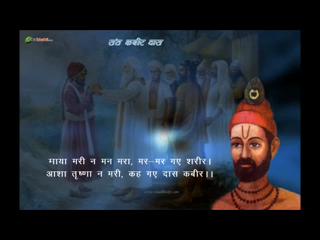 संत कबीर दास
माया मरी न मन मरा, मर-मर गए शरीर।
आशा तृष्णा न मरी, कह गए दास कबीर।।